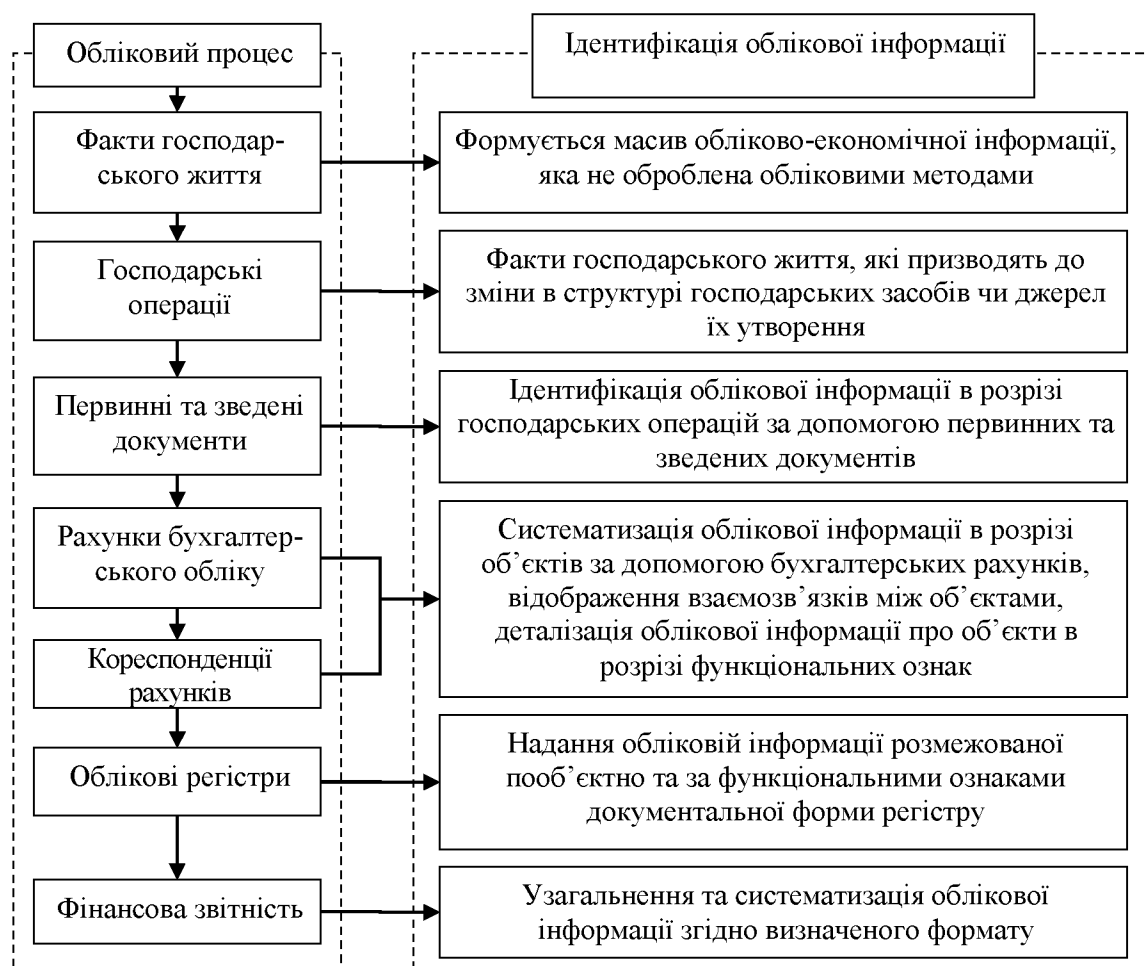 Обліковий процес
Ідентифікація облікової інформації
Факти господар-
ського життя
Формується масив обліково-економічної інформації,
яка не оброблена обліковими методами
Господарські
операції
Факти господарського життя, які призводять до
зміни в структурі господарських засобів чи джерел
їх утворення
Первинні та зведені
документи
Ідентифікація облікової інформації в розрізі
господарських операцій за допомогою первинних та
зведених документів
Рахунки бухгалтер-
ського обліку
Систематизація облікової інформації в розрізі
об’єктів за допомогою бухгалтерських рахунків,
відображення взаємозв’язків між об’єктами,
деталізація облікової інформації про об’єкти в
розрізі функціональних ознак
Кореспонденції
рахунків
Облікові регістри
Надання обліковій інформації розмежованої
пооб’єктно та за функціональними ознаками
документальної форми регістру
Фінансова звітність
Узагальнення та систематизація облікової
інформації згідно визначеного формату